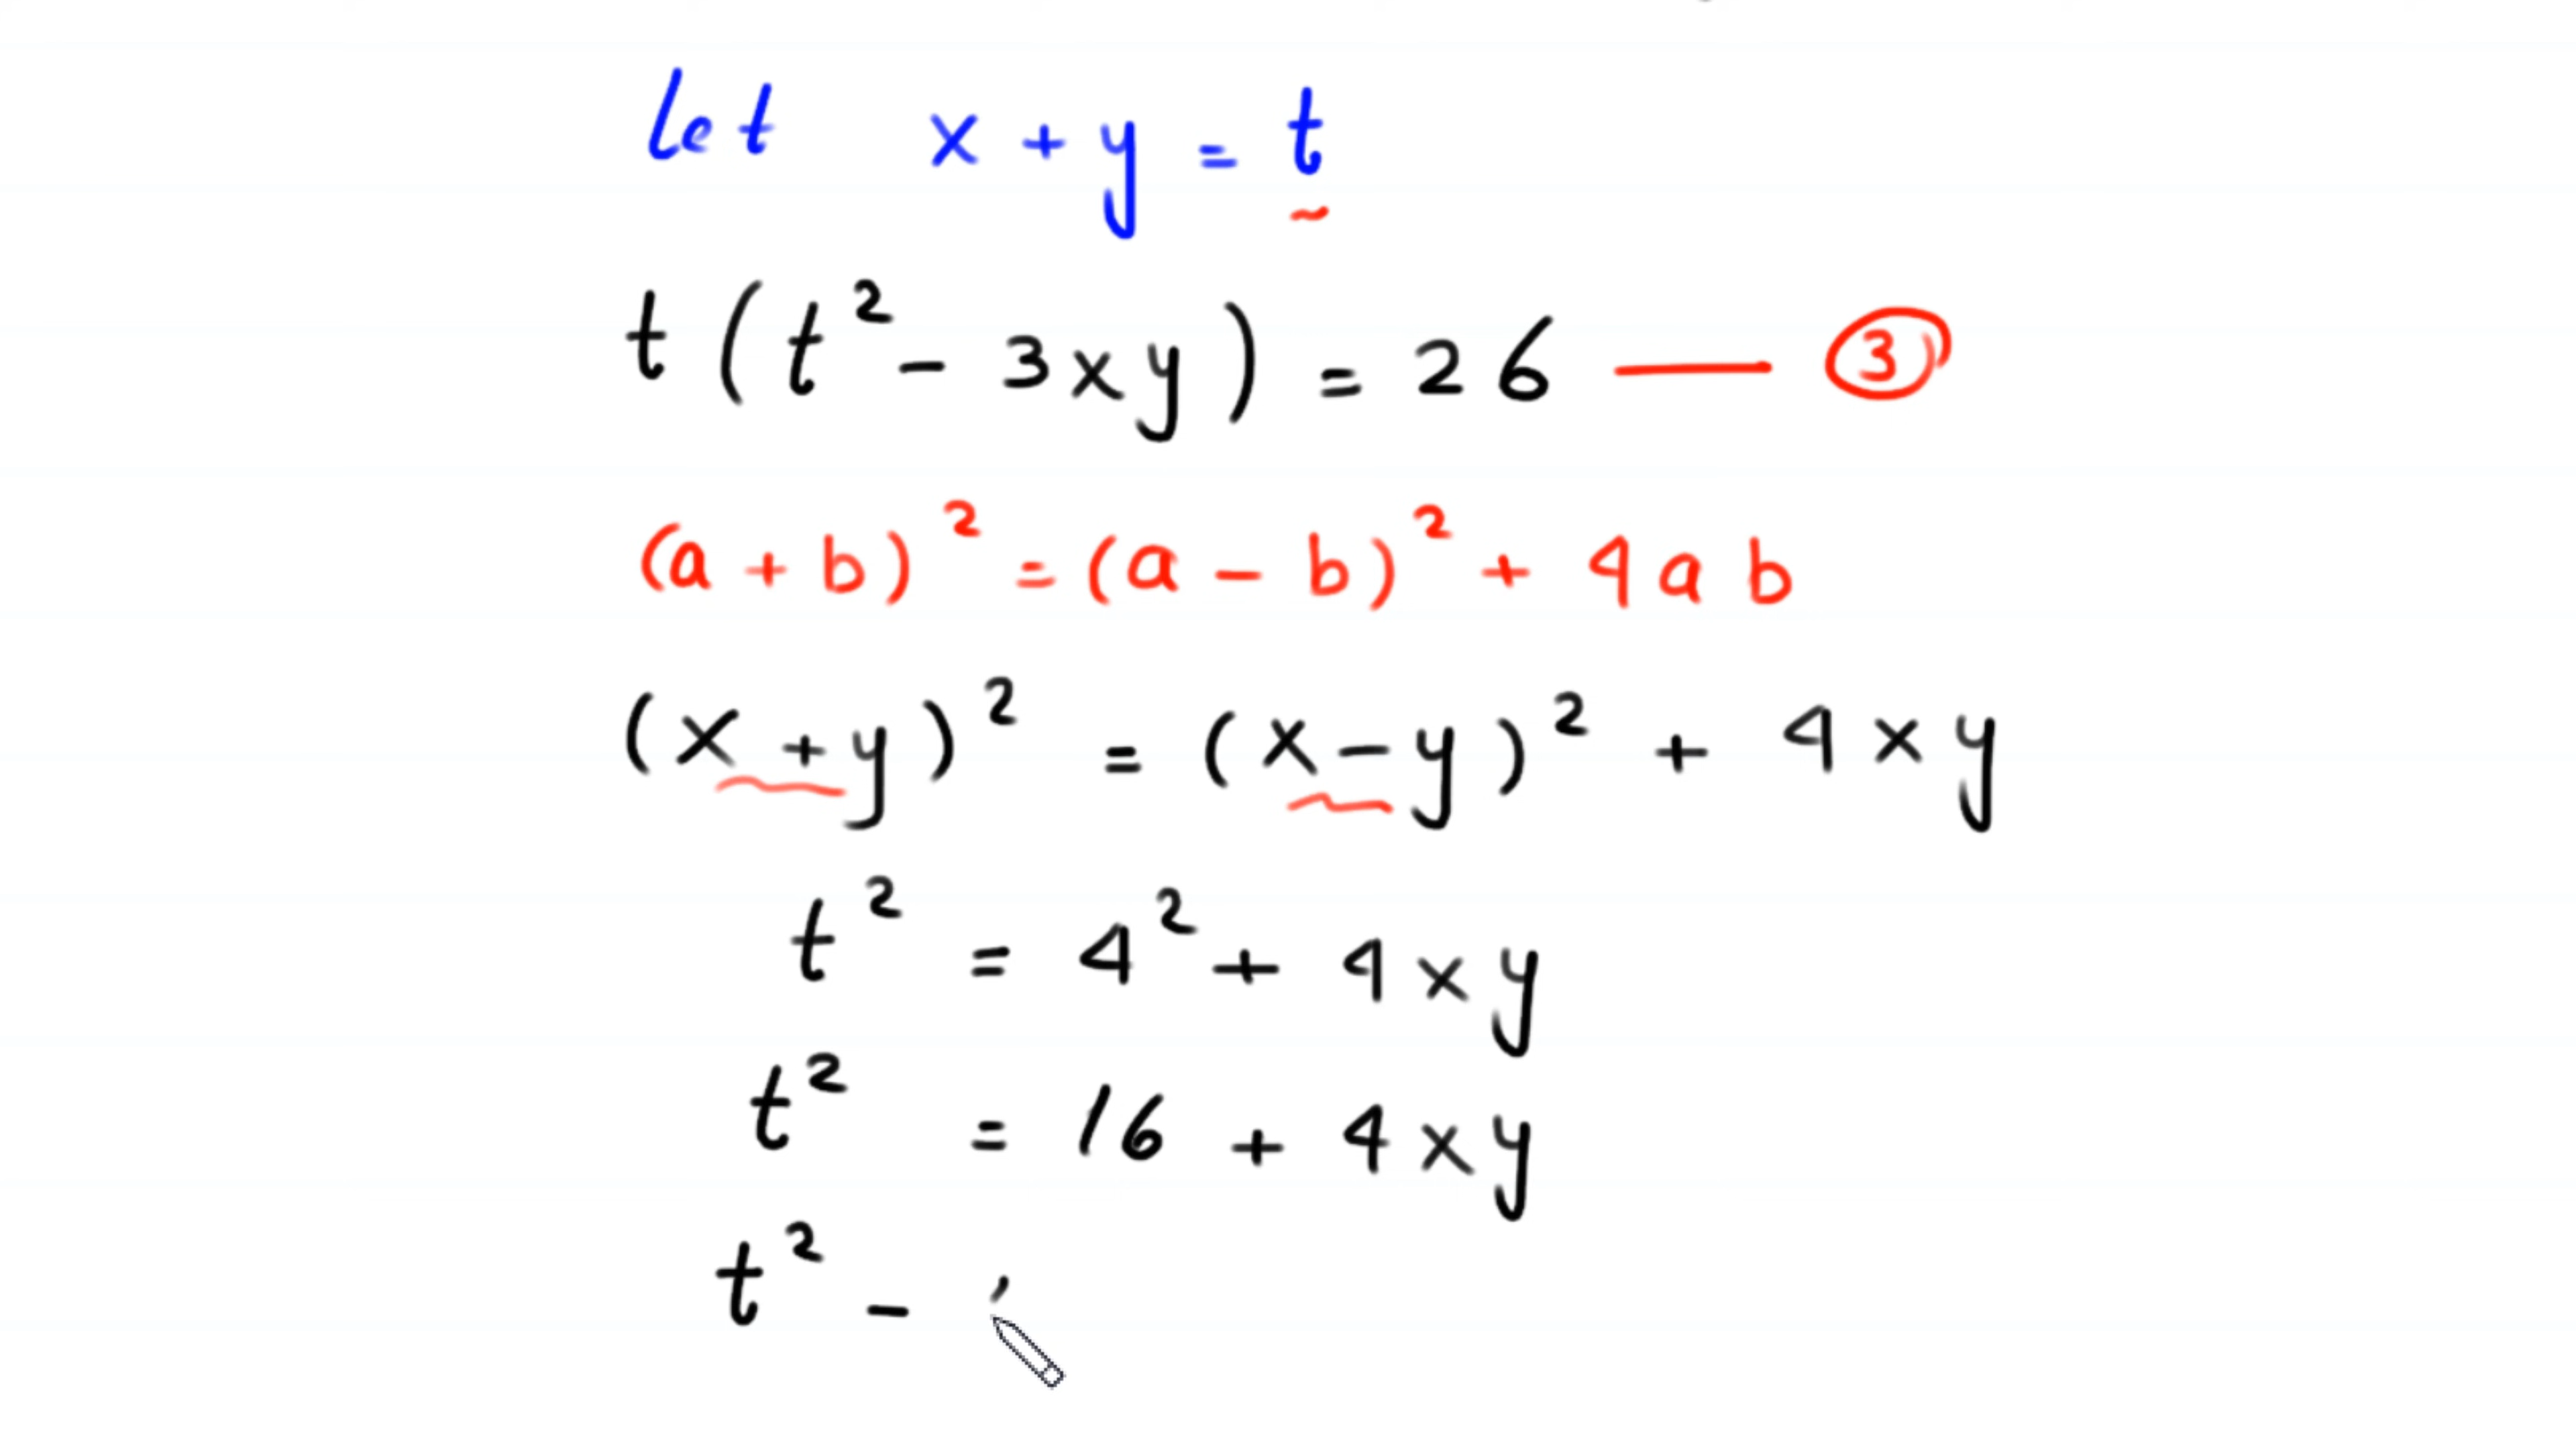 let x + y = t
t(t² - 3xy) = 26 — ③
(a + b)² = (a - b)² + 4ab
(x + y)² = (x - y)² + 4xy
t² = 4² + 4xy
t² = 16 + 4xy
t² -